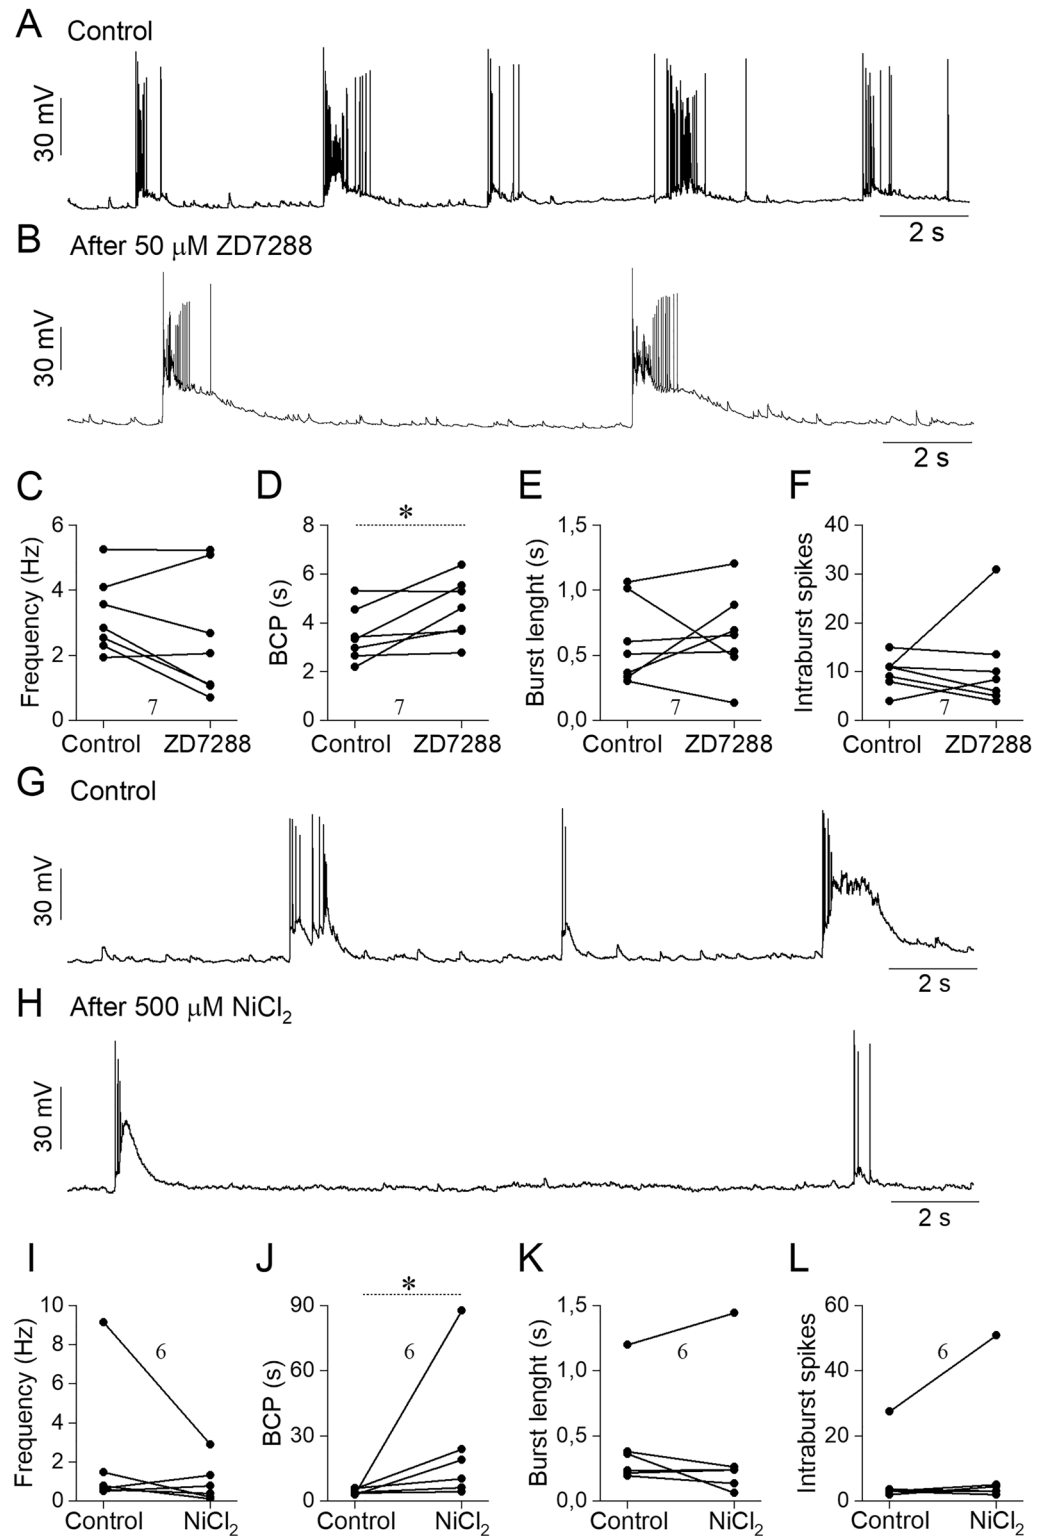 A Control
30 mV
2 s
B After 50 μM ZD7288
30 mV
2 s
C D E F
Frequency (Hz)
6
4
2
0
7
Control ZD7288
BCP (s)
*
8
6
4
2
0
7
Control ZD7288
Burst lenght (s)
1,5
1,0
0,5
0,0
7
Control ZD7288
Intraburst spikes
40
30
20
10
0
7
Control ZD7288
G Control
30 mV
2 s
H After 500 μM NiCl2
30 mV
2 s
I J K L
Frequency (Hz)
10
8
6
4
2
0
6
Control NiCl2
BCP (s)
*
90
60
30
0
6
Control NiCl2
Burst lenght (s)
1,5
1,0
0,5
0,0
6
Control NiCl2
Intraburst spikes
60
40
20
0
6
Control NiCl2